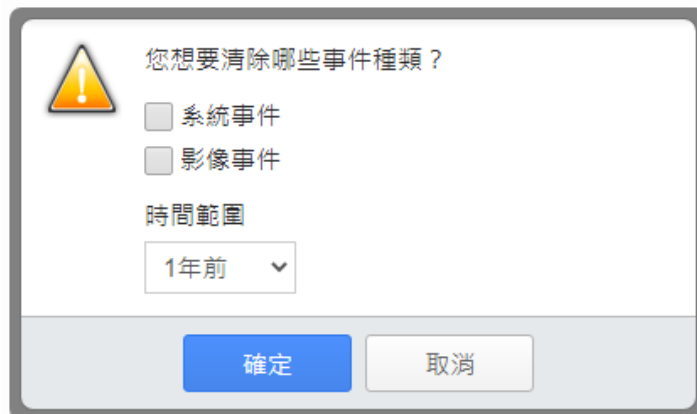 您想要清除哪些事件種類？
系統事件
影像事件
時間範圍
1年前
確定
取消